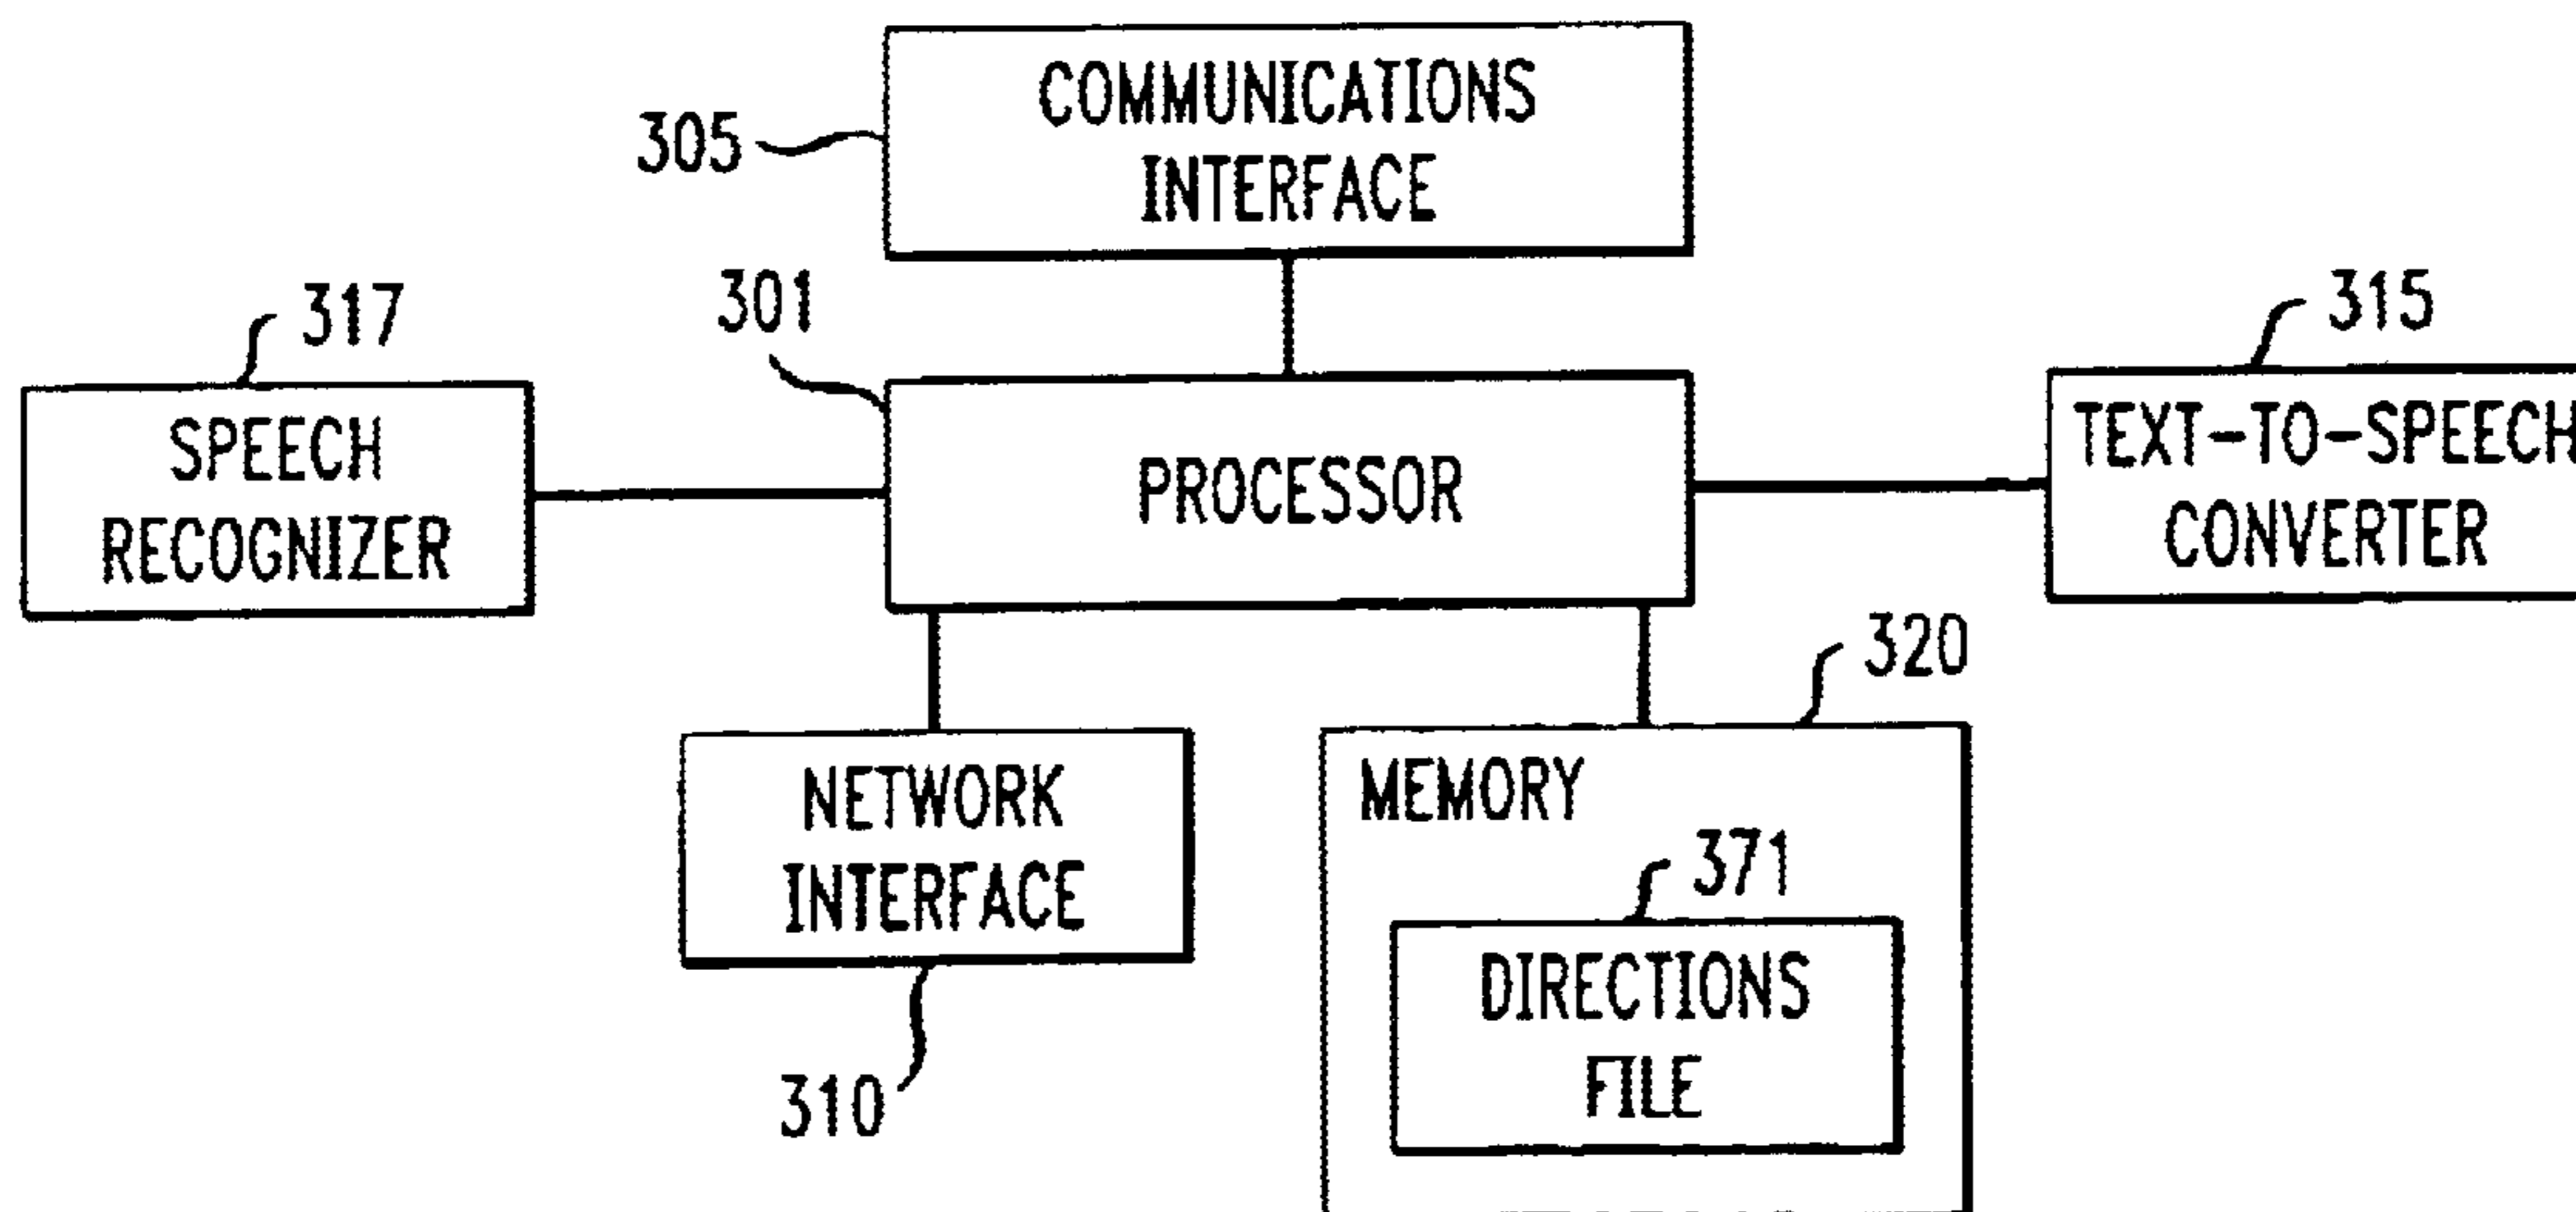 COMMUNICATIONS
INTERFACE
305
301
317
315
SPEECH
RECOGNIZER
PROCESSOR
TEXT-TO-SPEECH
CONVERTER
320
NETWORK
INTERFACE
310
MEMORY
371
DIRECTIONS
FILE